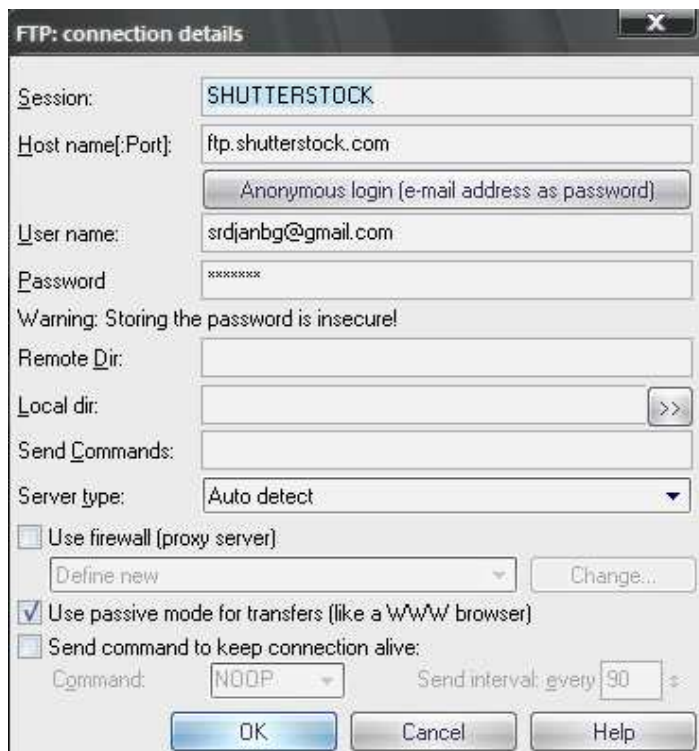 FTP: connection details
X
Session: SHUTTERSTOCK
Host name[:Port]: ftp.shutterstock.com
Anonymous login (e-mail address as password)
User name: srdjanbg@gmail.com
Password *******
Warning: Storing the password is insecure!
Remote Dir:
Local dir: >>
Send Commands:
Server type: Auto detect
Use firewall (proxy server)
Define new Change...
Use passive mode for transfers (like a WWW browser)
Send command to keep connection alive:
Command: NOOP Send interval: every 90
OK Cancel Help